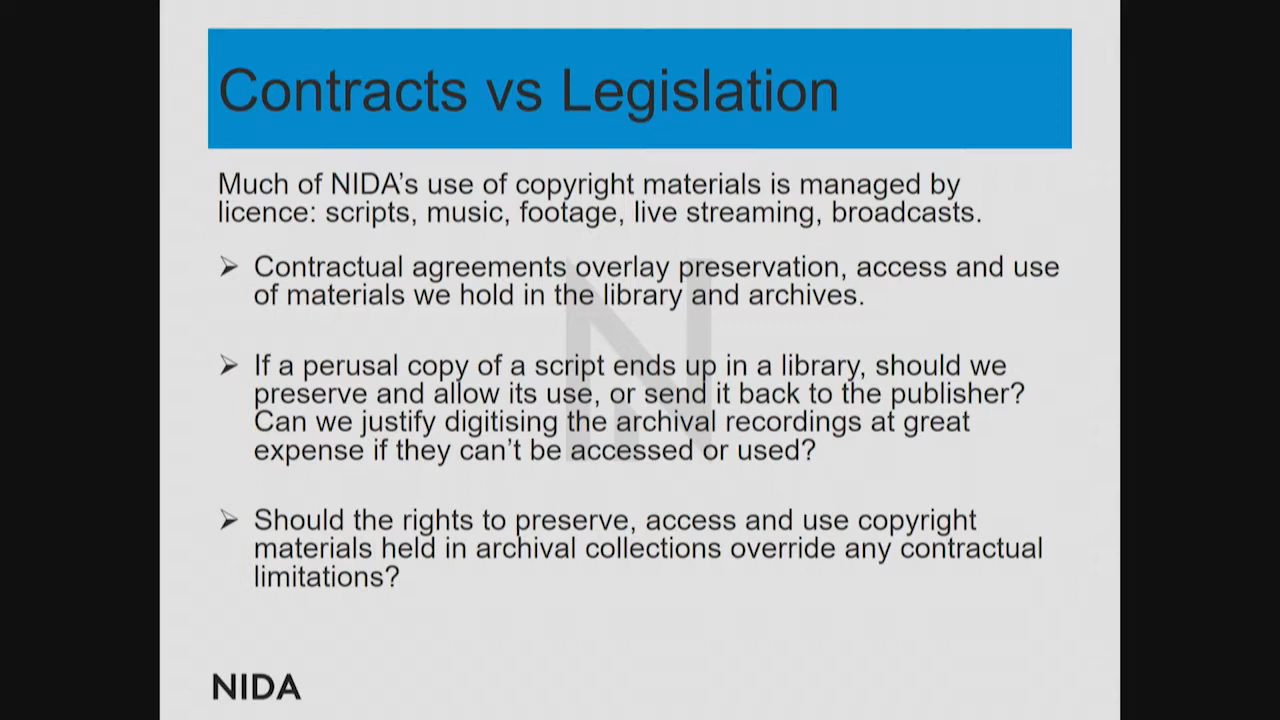 Contracts vs Legislation
Much of NIDA's use of copyright materials is managed by
licence: scripts, music, footage, live streaming, broadcasts.
Contractual agreements overlay preservation, access and use
of materials we hold in the library and archives.
If a perusal copy of a script ends up in a library, should we
preserve and allow its use, or send it back to the publisher?
Can we justify digitising the archival recordings at great
expense if they can't be accessed or used?
Should the rights to preserve, access and use copyright
materials held in archival collections override any contractual
limitations?
N
NIDA